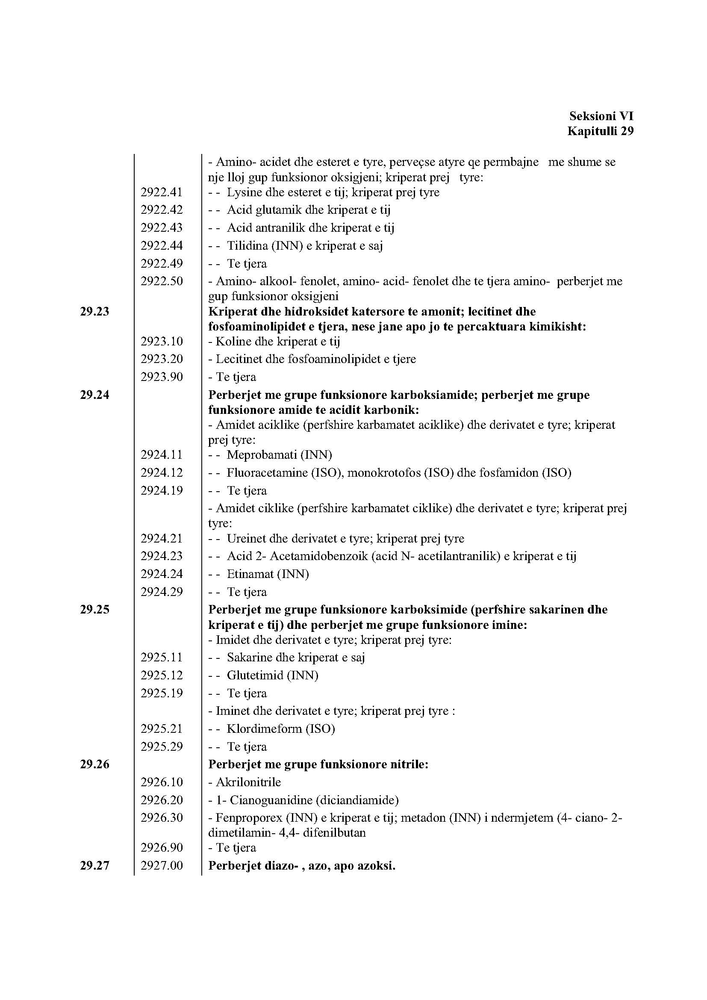 Seksioni VI
Kapitulli 29
- Amino- acidet dhe esteret e tyre, perveçse atyre qe permbajne me shume se
nje lloj gup funksionor oksigjeni; kriperat prej tyre:
2922.41 - - Lysine dhe esteret e tij; kriperat prej tyre
2922.42 - - Acid glutamik dhe kriperat e tij
2922.43 - - Acid antranilik dhe kriperat e tij
2922.44 - - Tilidina (INN) e kriperat e saj
2922.49 - - Te tjera
2922.50 - Amino- alkool- fenolet, amino- acid- fenolet dhe te tjera amino- perberjet me
gup funksionor oksigjeni
29.23 Kriperat dhe hidroksidet katersore te amonit; lecitinet dhe
fosfoaminolipidet e tjera, nese jane apo jo te percaktuara kimikisht:
2923.10 - Koline dhe kriperat e tij
2923.20 - Lecitinet dhe fosfoaminolipidet e tjere
2923.90 - Te tjera
29.24 Perberjet me grupe funksionore karboksiamide; perberjet me grupe
funksionore amide te acidit karbonik:
- Amidet aciklike (perfshire karbamatet aciklike) dhe derivatet e tyre; kriperat
prej tyre:
2924.11 - - Meprobamati (INN)
2924.12 - - Fluoracetamine (ISO), monokrotofos (ISO) dhe fosfamidon (ISO)
2924.19 - - Te tjera
- Amidet ciklike (perfshire karbamatet ciklike) dhe derivatet e tyre; kriperat prej
tyre:
2924.21 - - Ureinet dhe derivatet e tyre; kriperat prej tyre
2924.23 - - Acid 2- Acetamidobenzoik (acid N- acetilantranilik) e kriperat e tij
2924.24 - - Etinamat (INN)
2924.29 - - Te tjera
29.25 Perberjet me grupe funksionore karboksimide (perfshire sakarinen dhe
kriperat e tij) dhe perberjet me grupe funksionore imine:
- Imidet dhe derivatet e tyre; kriperat prej tyre:
2925.11 - - Sakarine dhe kriperat e saj
2925.12 - - Glutetimid (INN)
2925.19 - - Te tjera
- Iminet dhe derivatet e tyre; kriperat prej tyre :
2925.21 - - Klordimeform (ISO)
2925.29 - - Te tjera
29.26 Perberjet me grupe funksionore nitrile:
2926.10 - Akrilonitrile
2926.20 - 1- Cianoguanidine (diciandiamide)
2926.30 - Fenproporex (INN) e kriperat e tij; metadon (INN) i ndermjetem (4- ciano- 2-
dimetilamin- 4,4- difenilbutan
2926.90 - Te tjera
29.27 2927.00 Perberjet diazo- , azo, apo azoksi.